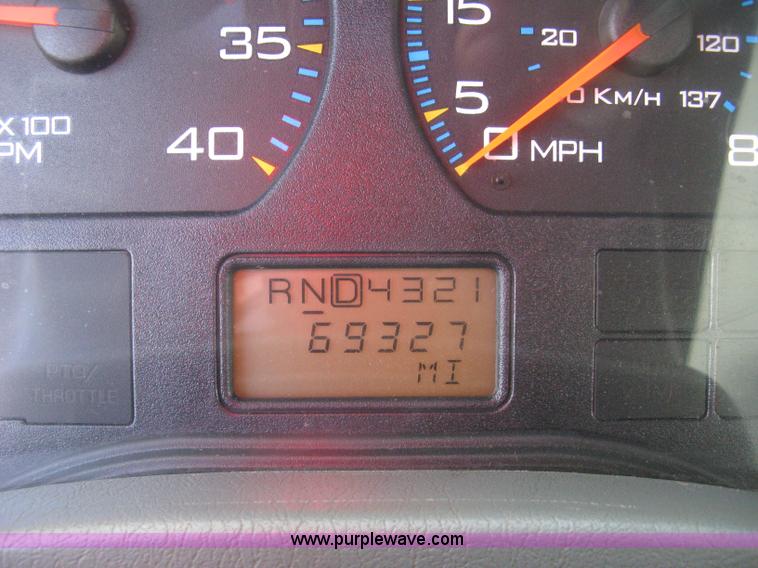 15
35
20
120
X 100
5
0 KM/H 137
PM
40
0 MPH
8
RND4321
69327
PTO/
THROTTLE
MI
www.purplewave.com